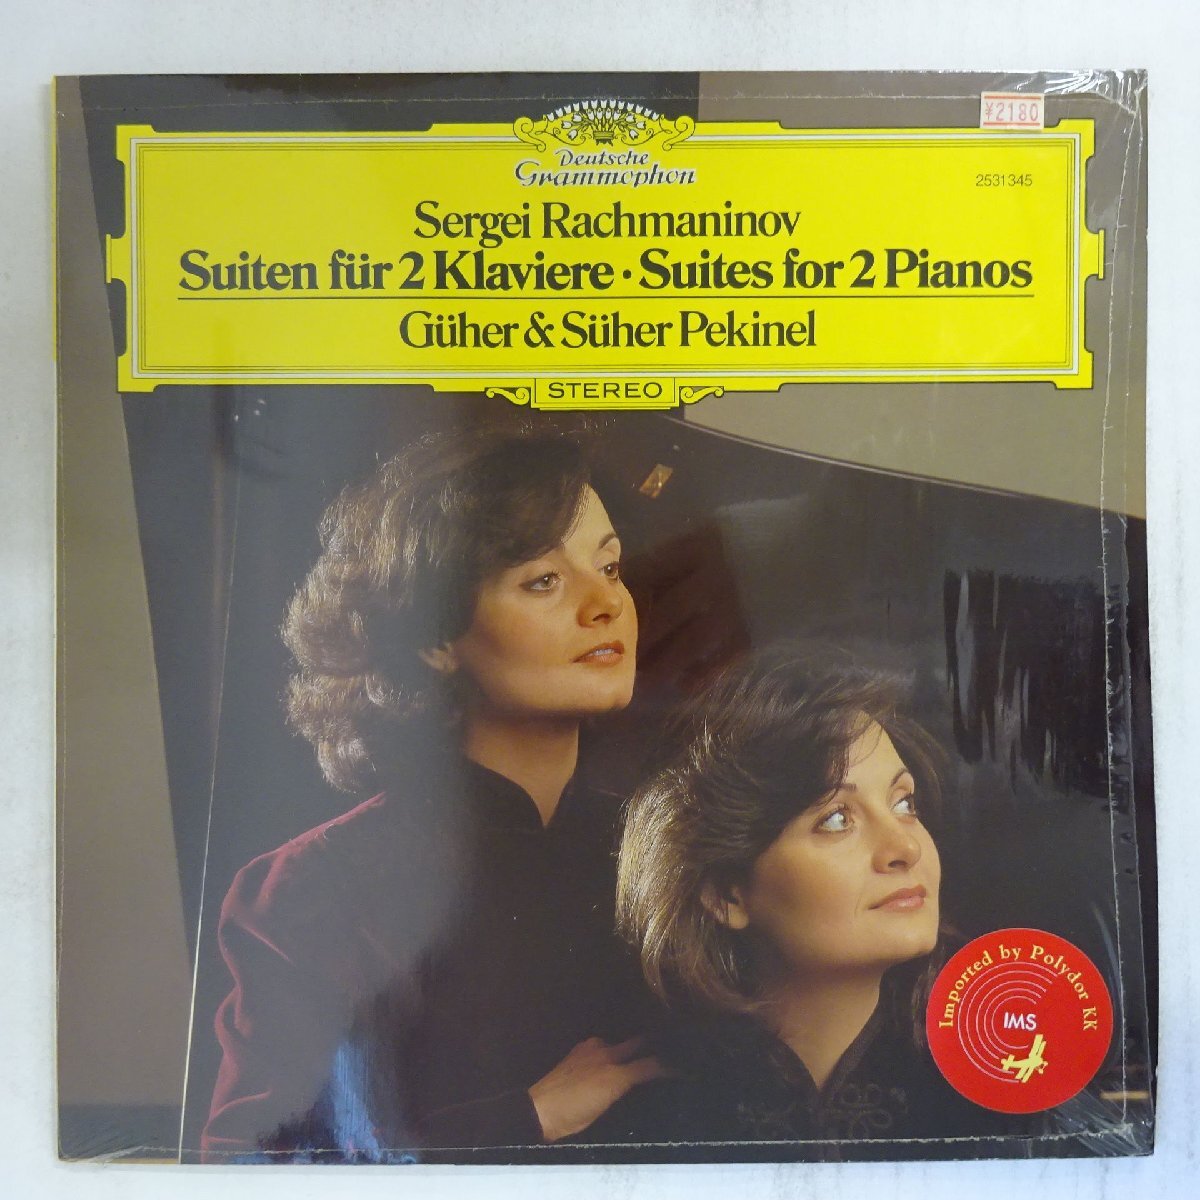 ¥2180
Deutsche
Grammophon
2531345
Sergei Rachmaninov
Suiten für 2 Klaviere · Suites for 2 Pianos
Güher & Süher Pekinel
STEREO
Imported by Polydor KK
IMS